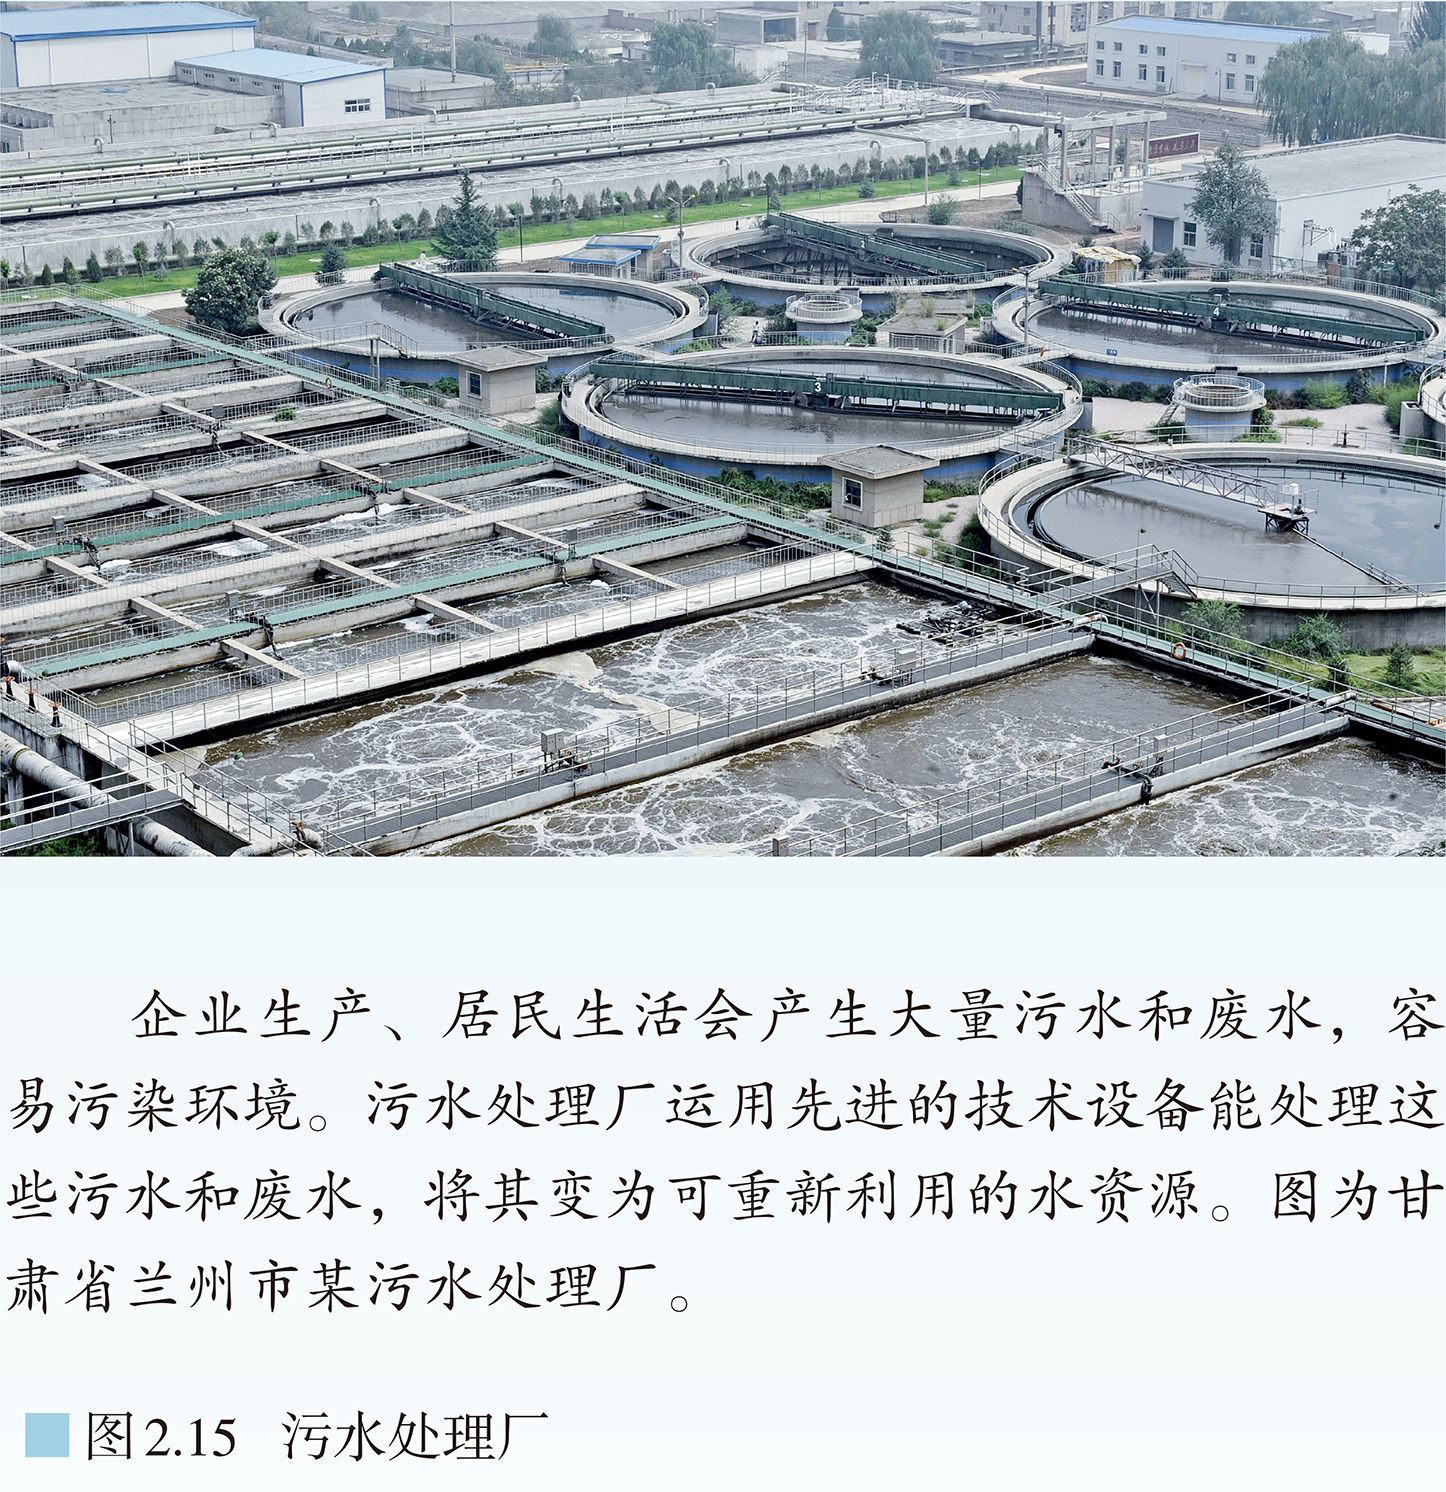 2
4
3
企业生产、居民生活会产生大量污水和废水，容
易污染环境。污水处理厂运用先进的技术设备能处理这
些污水和废水，将其变为可重新利用的水资源。图为甘
肃省兰州市某污水处理厂。
图2.15 污水处理厂